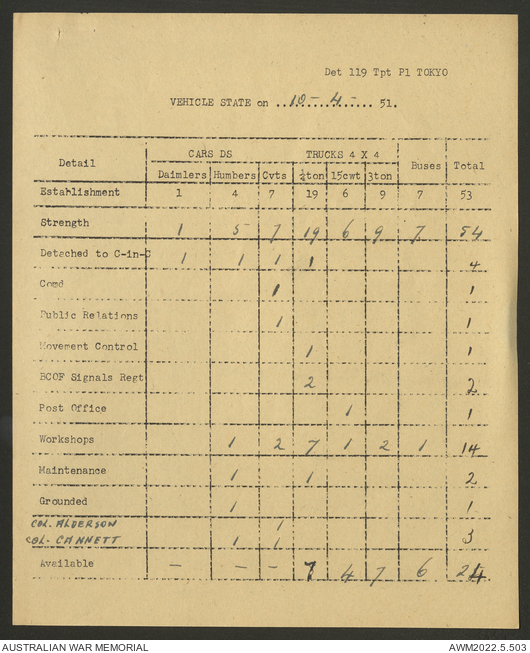 Det 119 Tpt Pl TOKYO
VEHICLE STATE on ..10.-.4.-.... 51.
Detail CARS DS TRUCKS 4 X 4 Buses Total
Daimlers Humbers Cvts ¼ton 15cwt 3ton
Establishment 1 4 7 19 6 9 7 53
Strength 1 5 7 19 6 9 7 54
Detached to C-in-C 1 1 1 1 4
Comd 1 1
Public Relations 1 1
Movement Control 1 1
BCOF Signals Regt 2 2
Post Office 1 1
Workshops 1 2 7 1 2 1 14
Maintenance 1 1 2
Grounded 1 1
COL. ALDERSON 1
COL. CANNETT 1 1 3
Available - - - 7 4 7 6 24
AUSTRALIAN WAR MEMORIAL
AWM2022.5.503